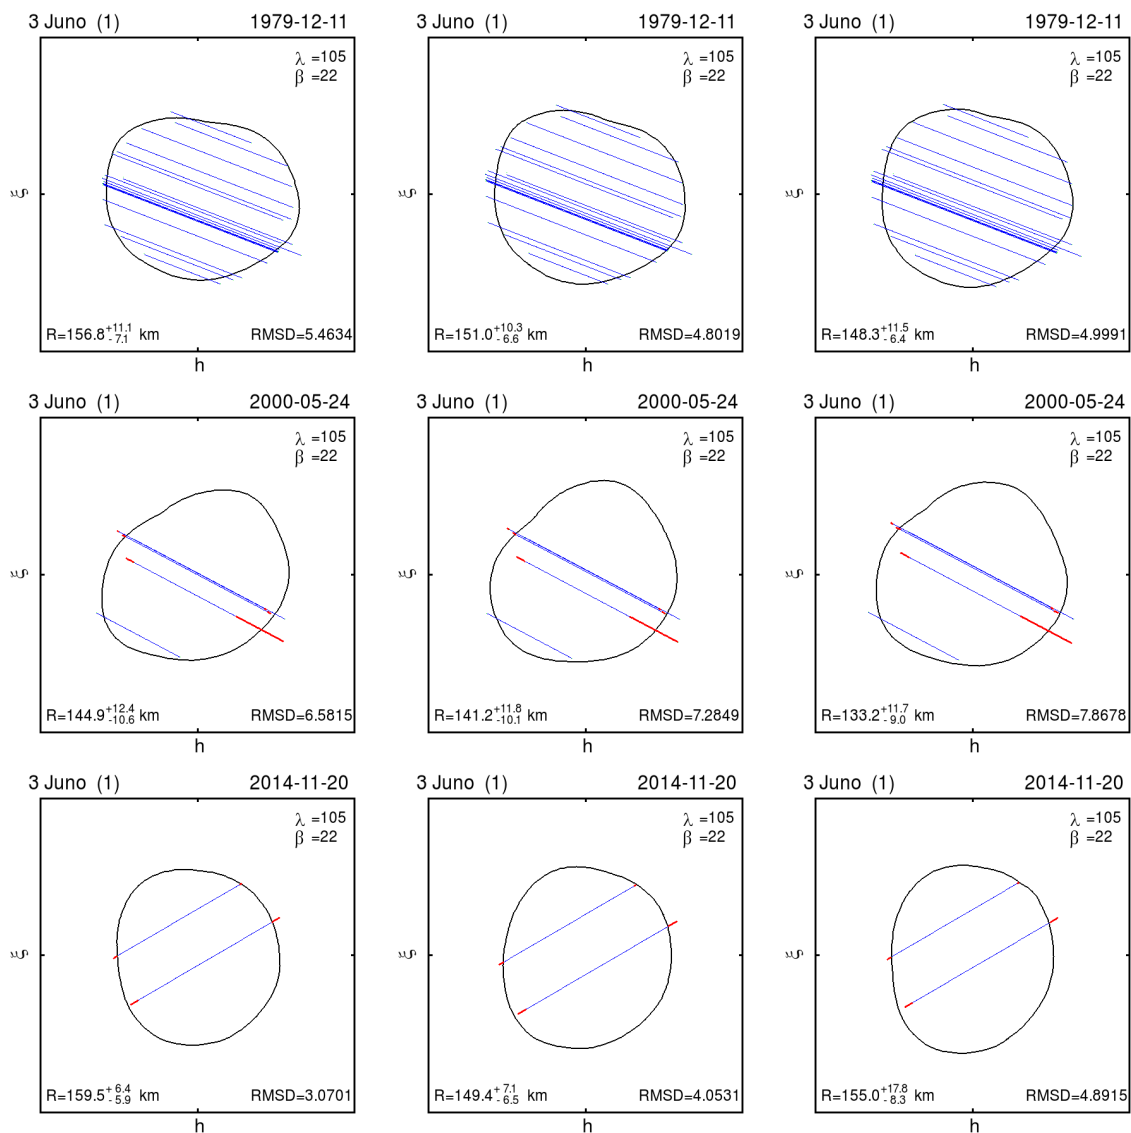 3 Juno (1) 1979-12-11 3 Juno (1) 1979-12-11 3 Juno (1) 1979-12-11
λ =105 λ =105 λ =105
β =22 β =22 β =22
ξ ξ ξ
R=156.8+11.1-7.1 km RMSD=5.4634 R=151.0+10.3-6.6 km RMSD=4.8019 R=148.3+11.5-6.4 km RMSD=4.9991
h h h
3 Juno (1) 2000-05-24 3 Juno (1) 2000-05-24 3 Juno (1) 2000-05-24
λ =105 λ =105 λ =105
β =22 β =22 β =22
ξ ξ ξ
R=144.9+12.4-10.6 km RMSD=6.5815 R=141.2+11.8-10.1 km RMSD=7.2849 R=133.2+11.7-9.0 km RMSD=7.8678
h h h
3 Juno (1) 2014-11-20 3 Juno (1) 2014-11-20 3 Juno (1) 2014-11-20
λ =105 λ =105 λ =105
β =22 β =22 β =22
ξ ξ ξ
R=159.5+6.4-5.9 km RMSD=3.0701 R=149.4+7.1-6.5 km RMSD=4.0531 R=155.0+17.8-8.3 km RMSD=4.8915
h h h